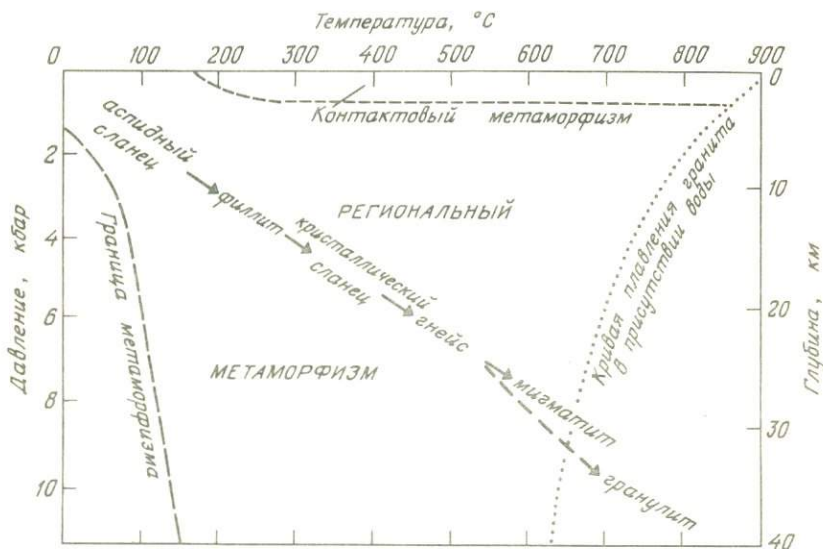 Температура, °С
0 100 200 300 400 500 600 700 800 900
Контактовый метаморфизм
аспидный
сланец
филлит
кристаллический
сланец
гнейс
мигматит
гранулит
РЕГИОНАЛЬНЫЙ
МЕТАМОРФИЗМ
Граница метаморфизма
Кривая плавления гранита
в присутствии воды
Давление, кбар
2
4
6
8
10
Глубина, км
0
10
20
30
40